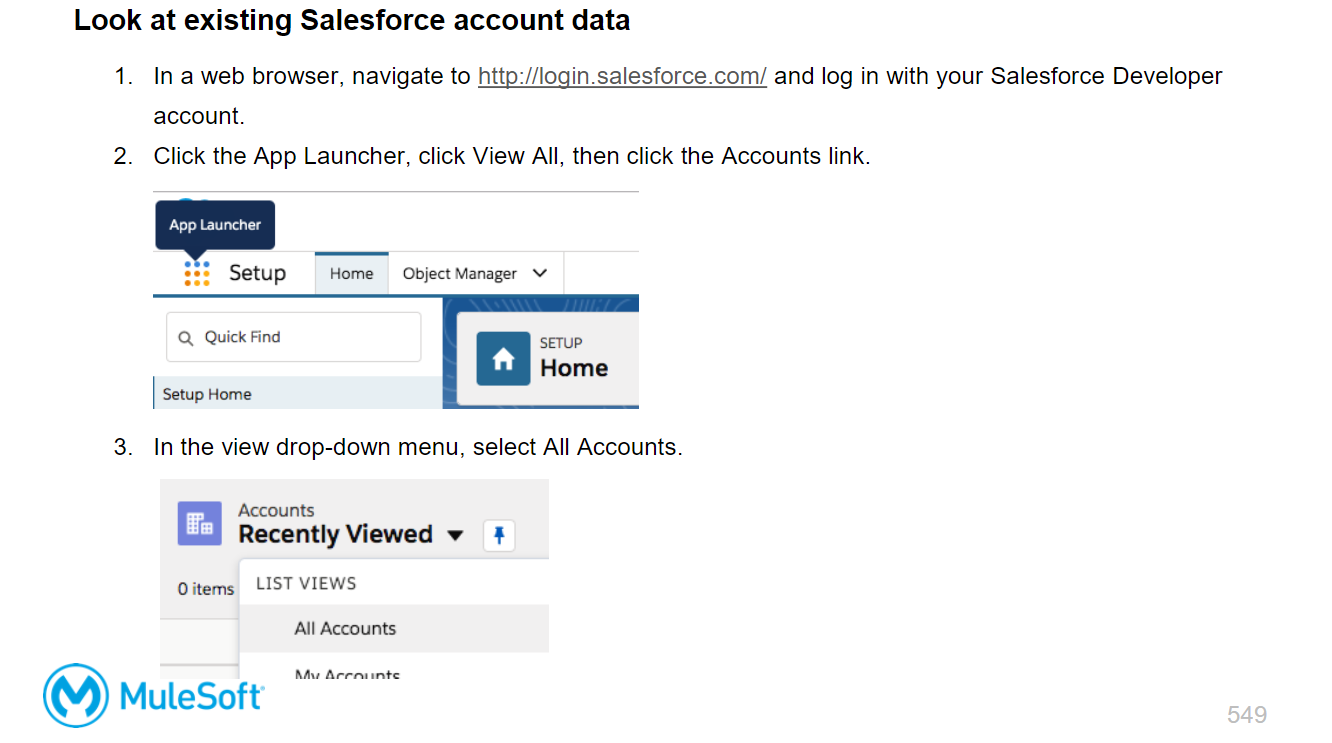 Look at existing Salesforce account data
1. In a web browser, navigate to http://login.salesforce.com/ and log in with your Salesforce Developer
account.
2. Click the App Launcher, click View All, then click the Accounts link.
App Launcher
Setup Home Object Manager
Quick Find
SETUP
Home
Setup Home
3. In the view drop-down menu, select All Accounts.
Accounts
Recently Viewed
0 items
LIST VIEWS
All Accounts
My Accounts
MuleSoft
549